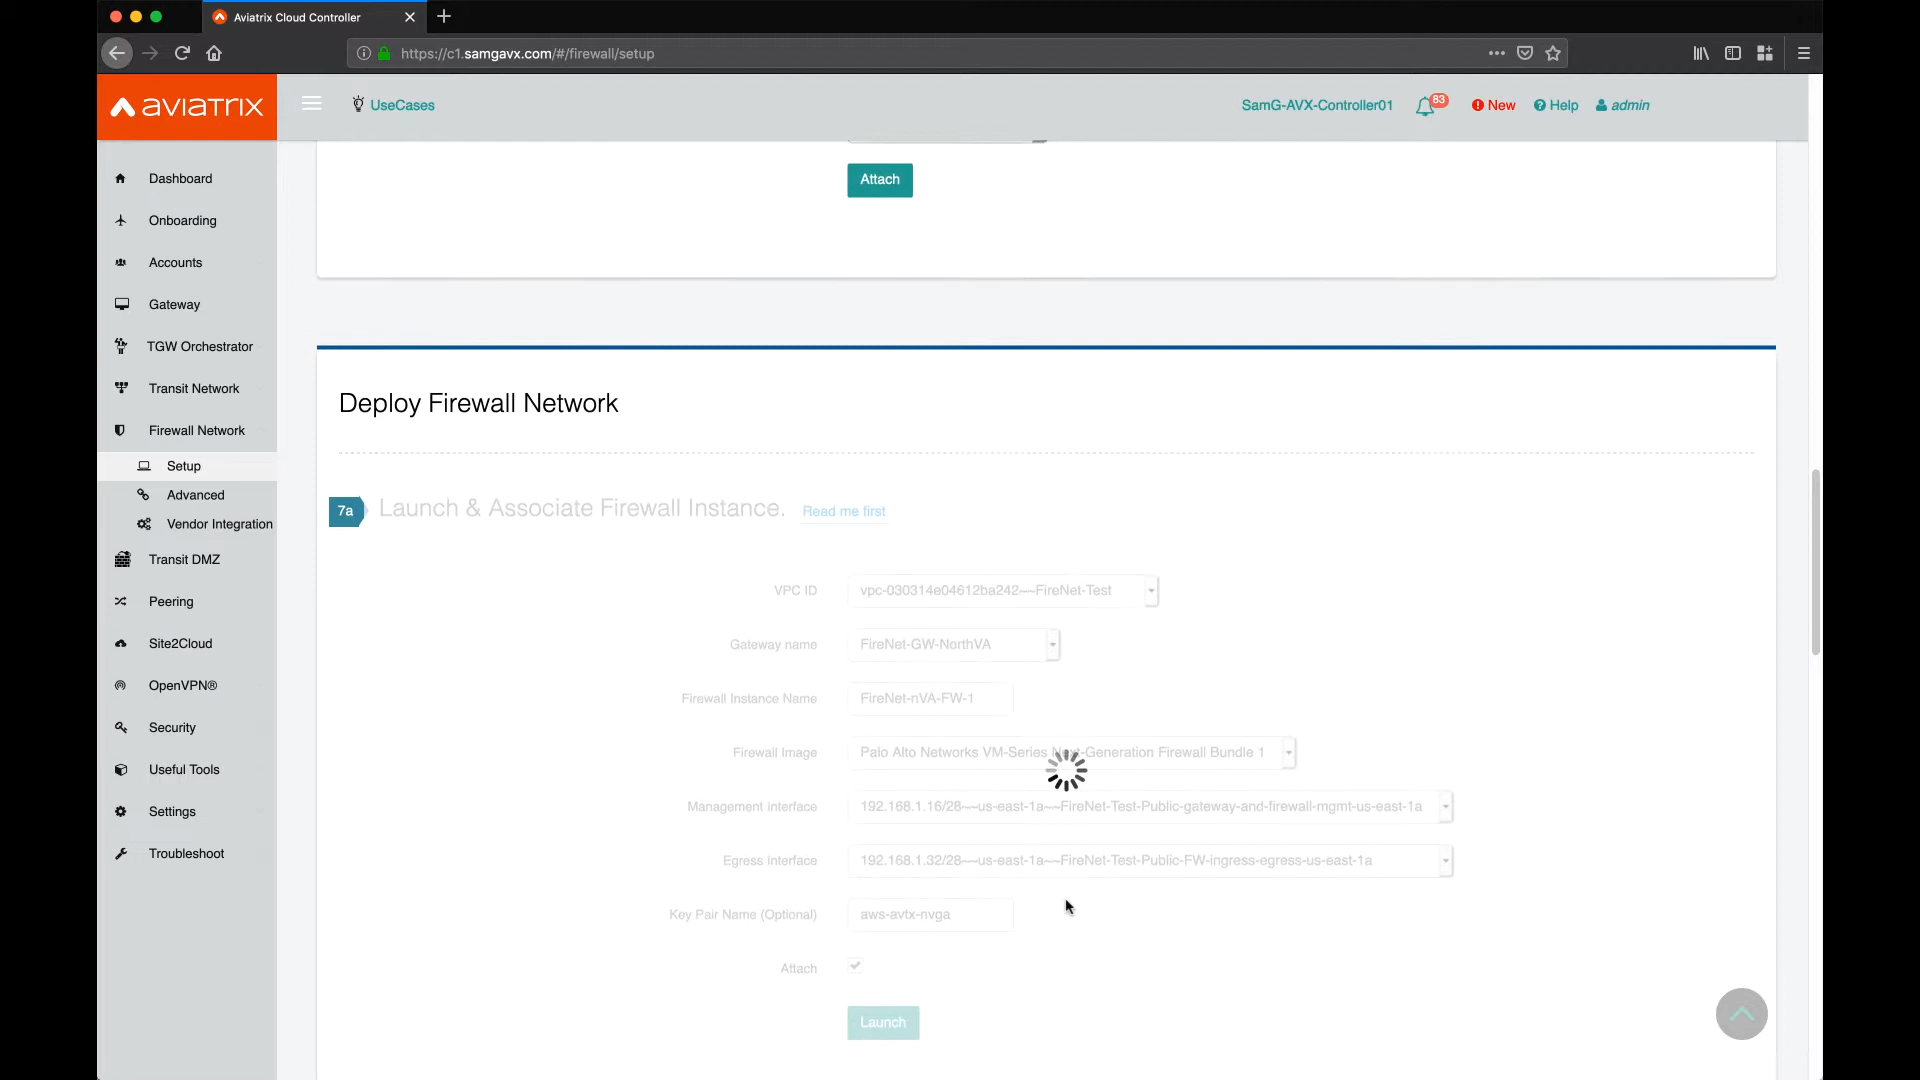 Aviatrix Cloud Controller
https://c1.samgavx.com/#/firewall/setup
aviatrix
UseCases
SamG-AVX-Controller01
83
New
Help
admin
Dashboard
Onboarding
Accounts
Gateway
TGW Orchestrator
Transit Network
Firewall Network
Setup
Advanced
Vendor Integration
Transit DMZ
Peering
Site2Cloud
OpenVPN®
Security
Useful Tools
Settings
Troubleshoot
Attach
Deploy Firewall Network
7a
Launch & Associate Firewall Instance. Read me first
VPC ID
vpc-030314e04612ba242~~FireNet-Test
Gateway name
FireNet-GW-NorthVA
Firewall Instance Name
FireNet-nVA-FW-1
Firewall Image
Palo Alto Networks VM-Series Next-Generation Firewall Bundle 1
Management interface
192.168.1.16/28~~us-east-1a~~FireNet-Test-Public-gateway-and-firewall-mgmt-us-east-1a
Egress interface
192.168.1.32/28~~us-east-1a~~FireNet-Test-Public-FW-ingress-egress-us-east-1a
Key Pair Name (Optional)
aws-avtx-nvga
Attach
Launch